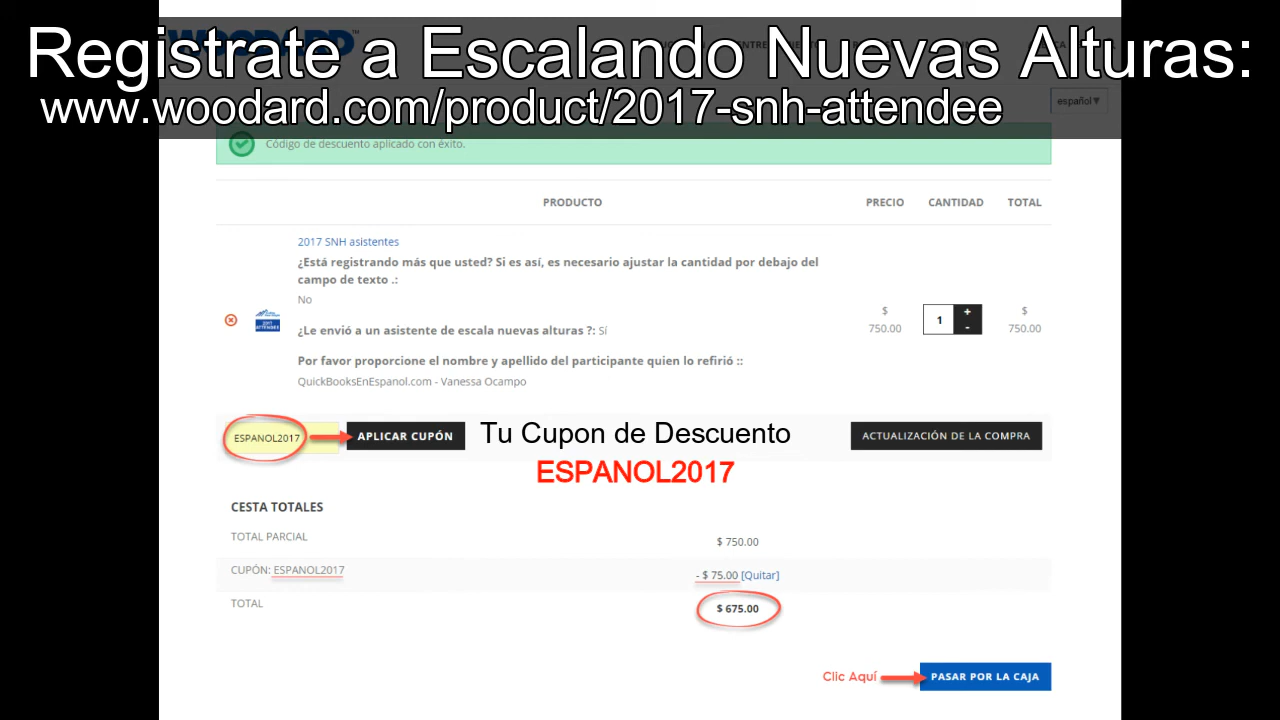 Registrate a Escalando Nuevas Alturas:
www.woodard.com/product/2017-snh-attendee
español▼
Código de descuento aplicado con éxito.
PRODUCTO PRECIO CANTIDAD TOTAL
2017 SNH asistentes
¿Está registrando más que usted? Si es así, es necesario ajustar la cantidad por debajo del
campo de texto .:
No
¿Le envió a un asistente de escala nuevas alturas ?: Sí
$ 750.00 1 + - $ 750.00
Por favor proporcione el nombre y apellido del participante quien lo refirió ::
QuickBooksEnEspanol.com - Vanessa Ocampo
ESPANOL2017 APLICAR CUPÓN Tu Cupon de Descuento ACTUALIZACIÓN DE LA COMPRA
ESPANOL2017
CESTA TOTALES
TOTAL PARCIAL $ 750.00
CUPÓN: ESPANOL2017 - $ 75.00 [Quitar]
TOTAL $ 675.00
Clic Aquí PASAR POR LA CAJA